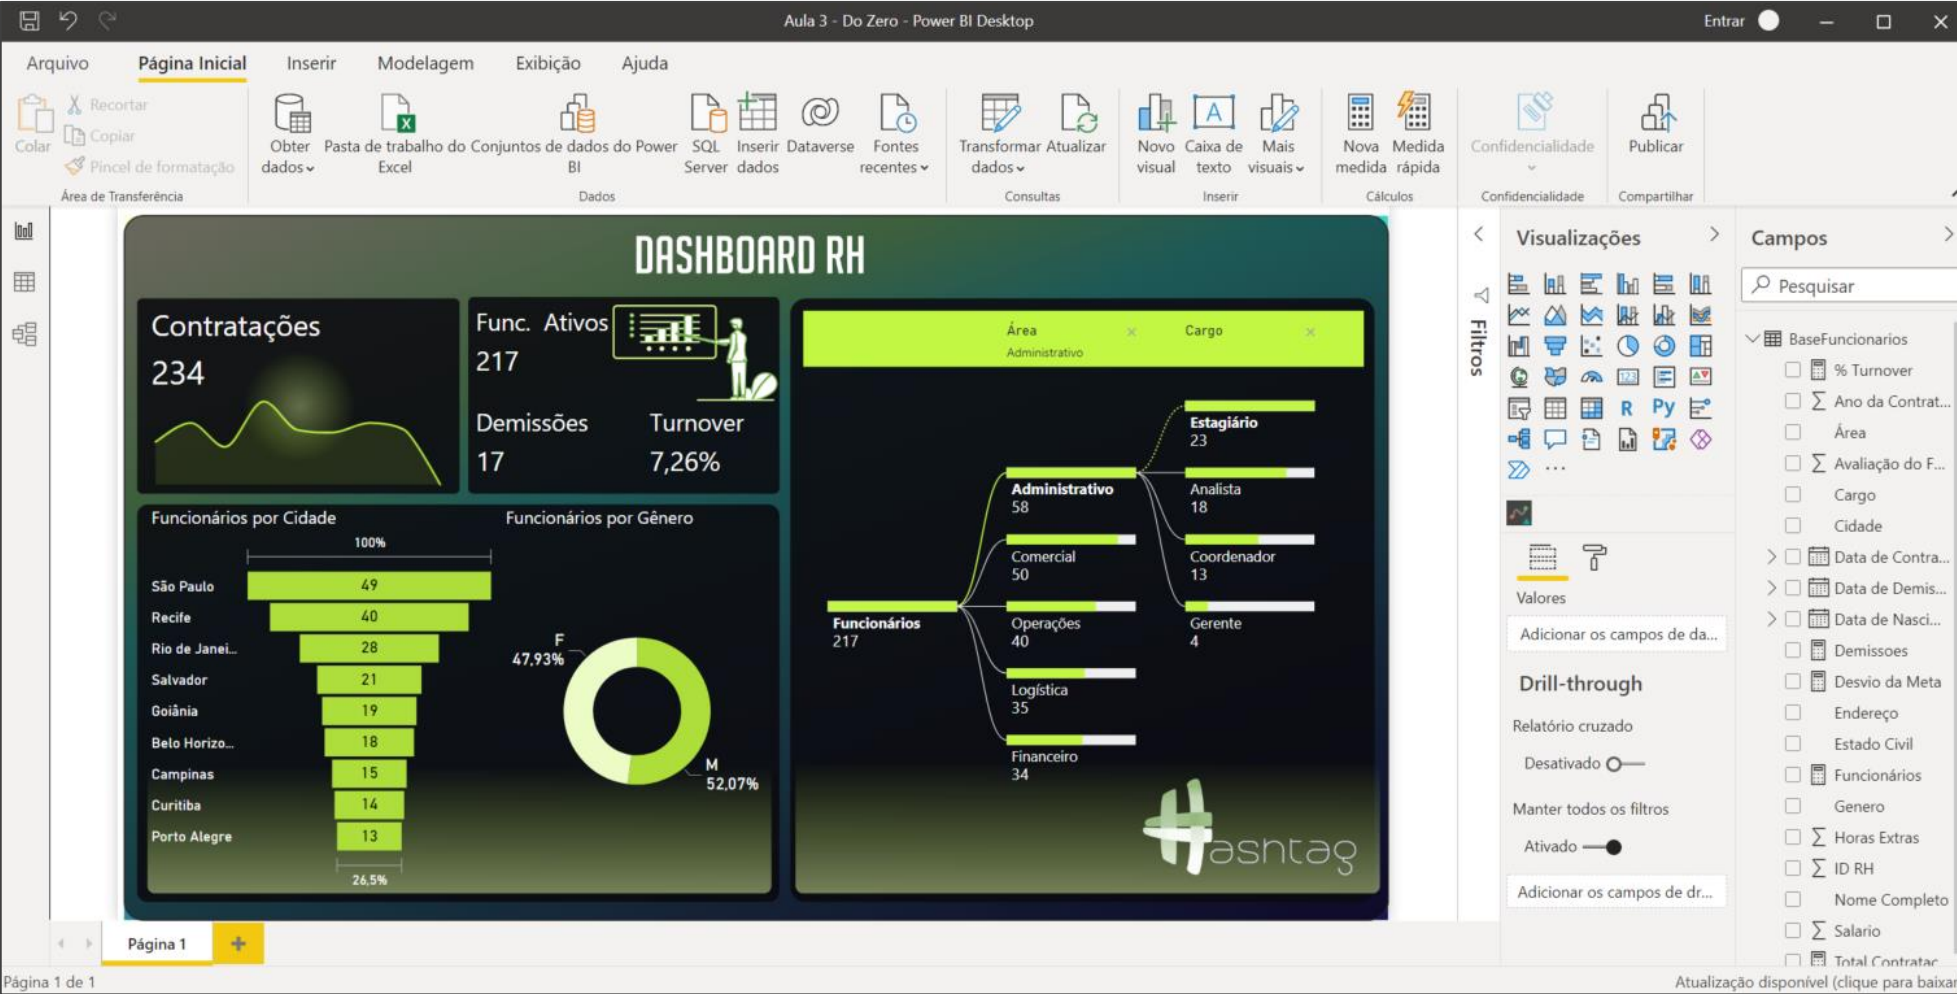 Aula 3 - Do Zero - Power BI Desktop
Entrar
Arquivo
Página Inicial
Inserir
Modelagem
Exibição
Ajuda
Colar
Recortar
Copiar
Pincel de formatação
Área de Transferência
Obter dados
Pasta de trabalho do Excel
Conjuntos de dados do Power BI
SQL Server
Inserir dados
Dataverse
Fontes recentes
Dados
Transformar dados
Atualizar
Consultas
Novo visual
Caixa de texto
Mais visuais
Inserir
Nova medida
Medida rápida
Cálculos
Confidencialidade
Confidencialidade
Publicar
Compartilhar
DASHBOARD RH
Contratações
234
Func. Ativos
217
Demissões
17
Turnover
7,26%
Funcionários por Cidade
100%
São Paulo 49
Recife 40
Rio de Janei... 28
Salvador 21
Goiânia 19
Belo Horizo... 18
Campinas 15
Curitiba 14
Porto Alegre 13
26,5%
Funcionários por Gênero
F
47,93%
M
52,07%
Área
Administrativo
Cargo
Funcionários
217
Administrativo
58
Comercial
50
Operações
40
Logística
35
Financeiro
34
Estagiário
23
Analista
18
Coordenador
13
Gerente
4
Hashtag
Filtros
Visualizações
123
R
Py
Valores
Adicionar os campos de da...
Drill-through
Relatório cruzado
Desativado
Manter todos os filtros
Ativado
Adicionar os campos de dr...
Campos
Pesquisar
BaseFuncionarios
% Turnover
Ano da Contrat...
Área
Avaliação do F...
Cargo
Cidade
Data de Contra...
Data de Demis...
Data de Nasci...
Demissoes
Desvio da Meta
Endereço
Estado Civil
Funcionários
Genero
Horas Extras
ID RH
Nome Completo
Salario
Total Contratac
Página 1
Página 1 de 1
Atualização disponível (clique para baixar